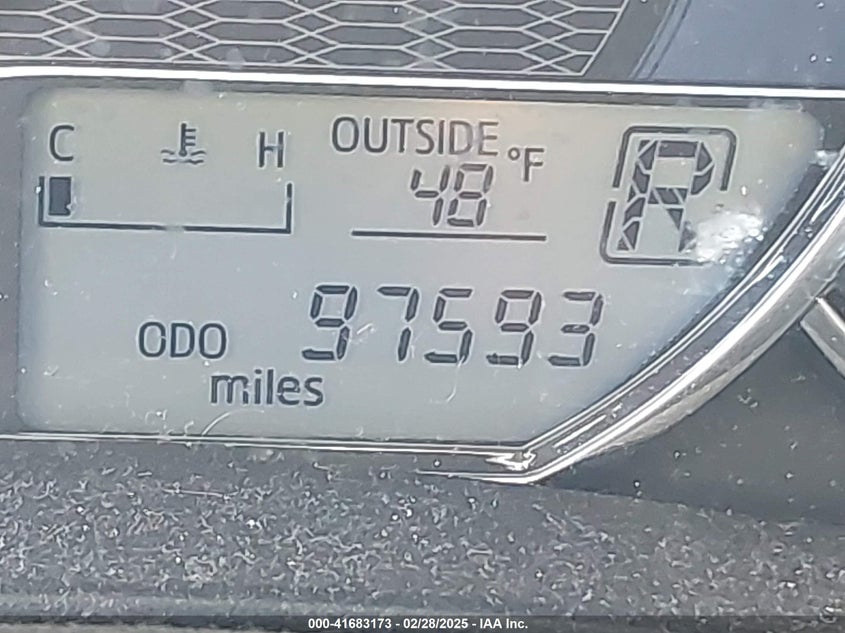 C H
OUTSIDE
48 °F
R
ODO 97593
miles
000-41683173 - 02/28/2025 - IAA Inc.